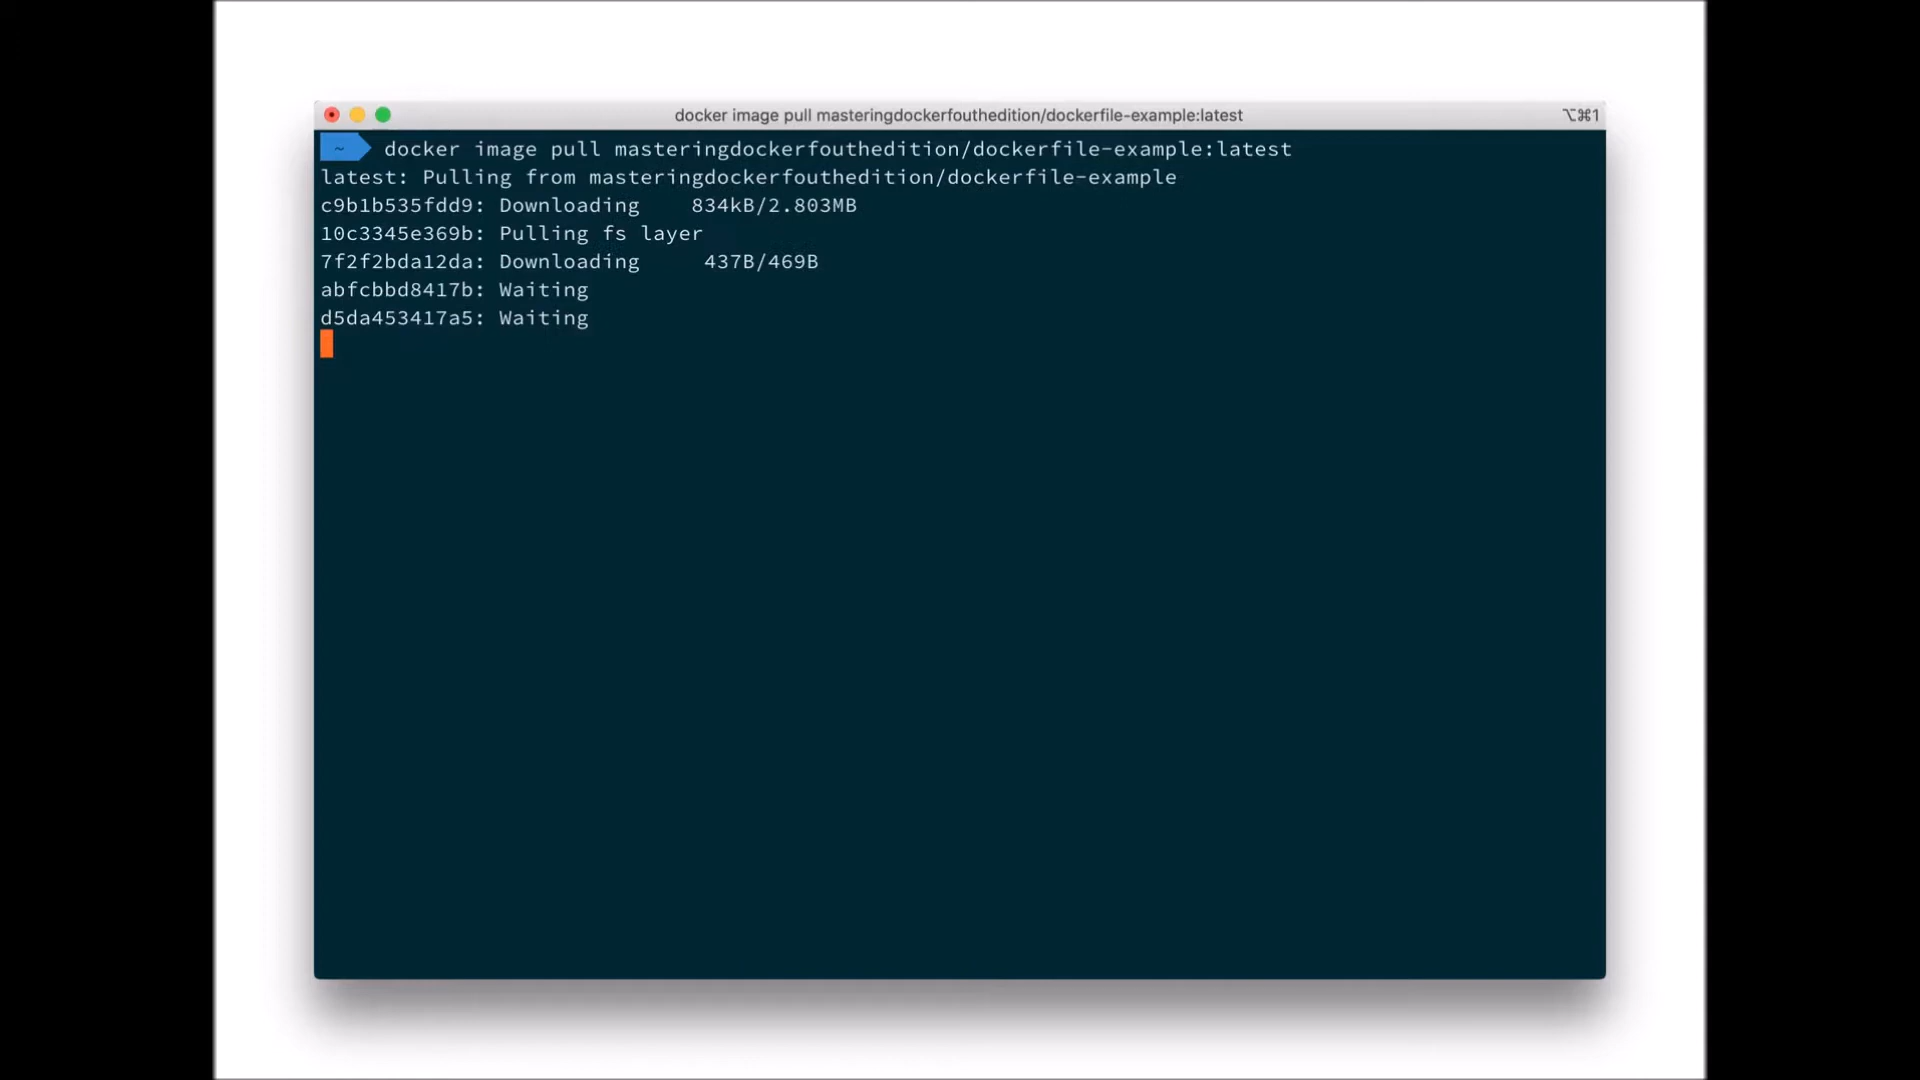 docker image pull masteringdockerfouthedition/dockerfile-example:latest ⌥⌘1
~ docker image pull masteringdockerfouthedition/dockerfile-example:latest
latest: Pulling from masteringdockerfouthedition/dockerfile-example
c9b1b535fdd9: Downloading 834kB/2.803MB
10c3345e369b: Pulling fs layer
7f2f2bda12da: Downloading 437B/469B
abfcbbd8417b: Waiting
d5da453417a5: Waiting